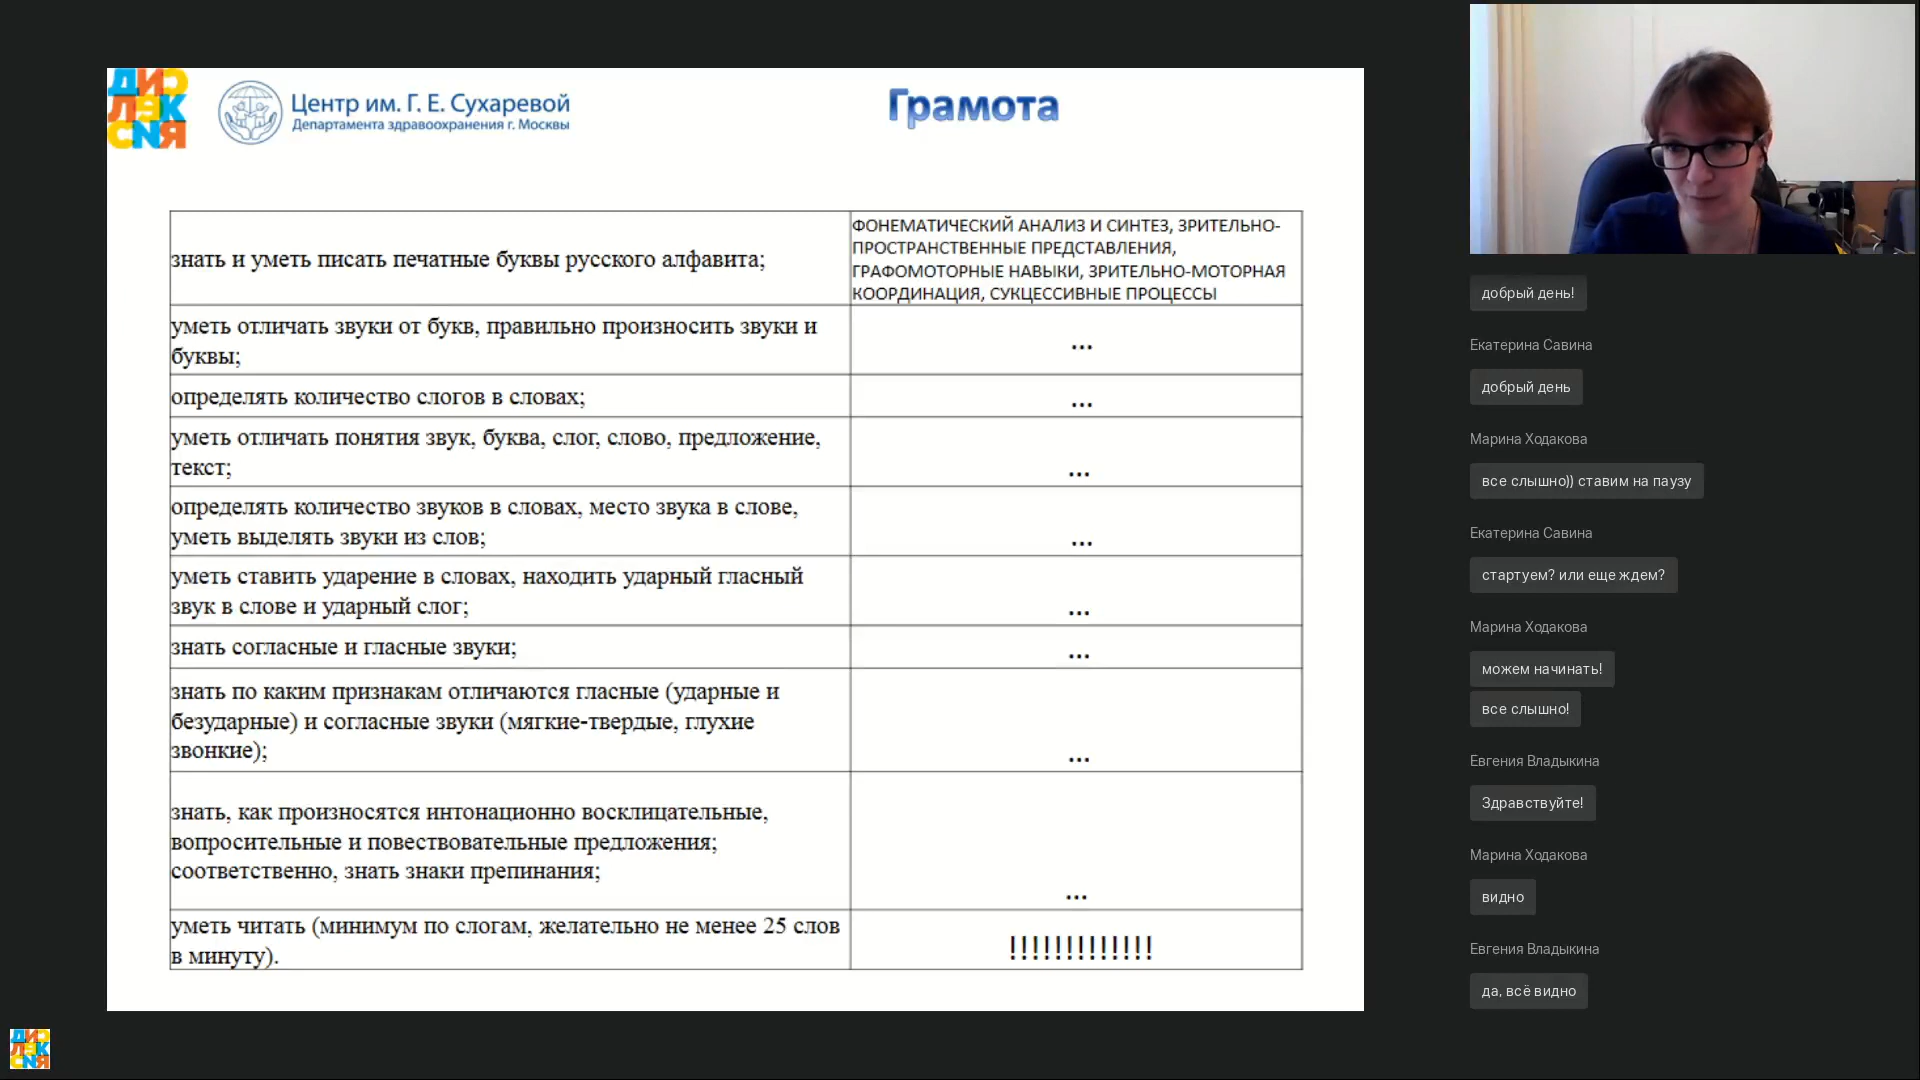 ДИС
ЛЕК
СИЯ
Центр им. Г. Е. Сухаревой
Департамента здравоохранения г. Москвы
Грамота
знать и уметь писать печатные буквы русского алфавита;
ФОНЕМАТИЧЕСКИЙ АНАЛИЗ И СИНТЕЗ, ЗРИТЕЛЬНО-
ПРОСТРАНСТВЕННЫЕ ПРЕДСТАВЛЕНИЯ,
ГРАФОМОТОРНЫЕ НАВЫКИ, ЗРИТЕЛЬНО-МОТОРНАЯ
КООРДИНАЦИЯ, СУКЦЕССИВНЫЕ ПРОЦЕССЫ
уметь отличать звуки от букв, правильно произносить звуки и
буквы;
...
определять количество слогов в словах;
...
уметь отличать понятия звук, буква, слог, слово, предложение,
текст;
...
определять количество звуков в словах, место звука в слове,
уметь выделять звуки из слов;
...
уметь ставить ударение в словах, находить ударный гласный
звук в слове и ударный слог;
...
знать согласные и гласные звуки;
...
знать по каким признакам отличаются гласные (ударные и
безударные) и согласные звуки (мягкие-твердые, глухие
звонкие);
...
знать, как произносятся интонационно восклицательные,
вопросительные и повествовательные предложения;
соответственно, знать знаки препинания;
...
уметь читать (минимум по слогам, желательно не менее 25 слов
в минуту).
!!!!!!!!!!!!!
добрый день!
Екатерина Савина
добрый день
Марина Ходакова
все слышно)) ставим на паузу
Екатерина Савина
стартуем? или еще ждем?
Марина Ходакова
можем начинать!
все слышно!
Евгения Владыкина
Здравствуйте!
Марина Ходакова
видно
Евгения Владыкина
да, всё видно
ДИС
ЛЕК
СИЯ